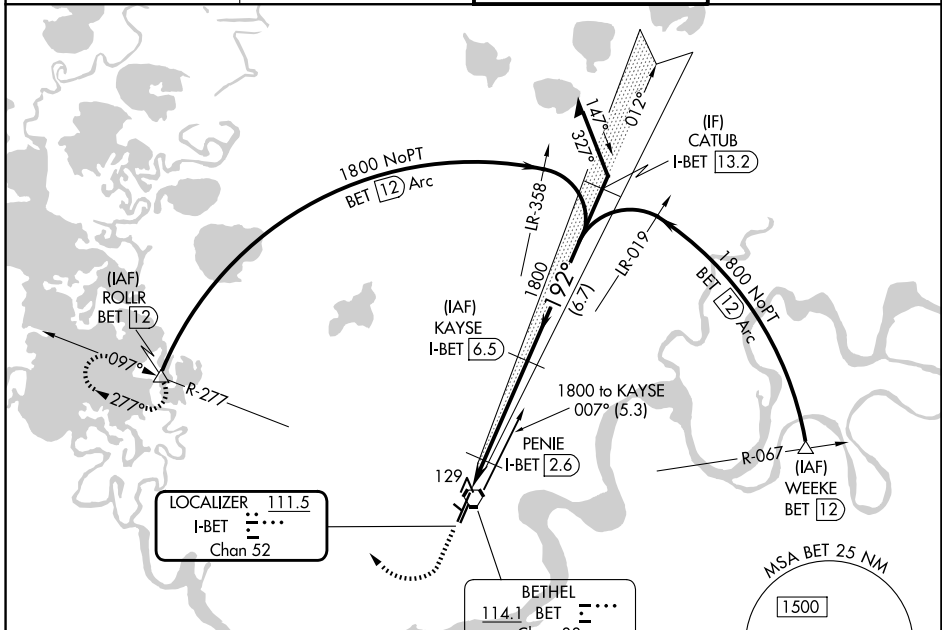 1800 NoPT
BET 12 Arc
LR-358
147°
327°
012°
(IF)
CATUB
I-BET 13.2
LR-019
1800
192°
(6.7)
1800 NoPT
BET 12 Arc
(IAF)
ROLLR
BET 12
097°
277°
R-277
(IAF)
KAYSE
I-BET 6.5
1800 to KAYSE
007° (5.3)
PENIE
I-BET 2.6
129
R-067
(IAF)
WEEKE
BET 12
LOCALIZER 111.5
I-BET
Chan 52
BETHEL
114.1 BET
MSA BET 25 NM
1500